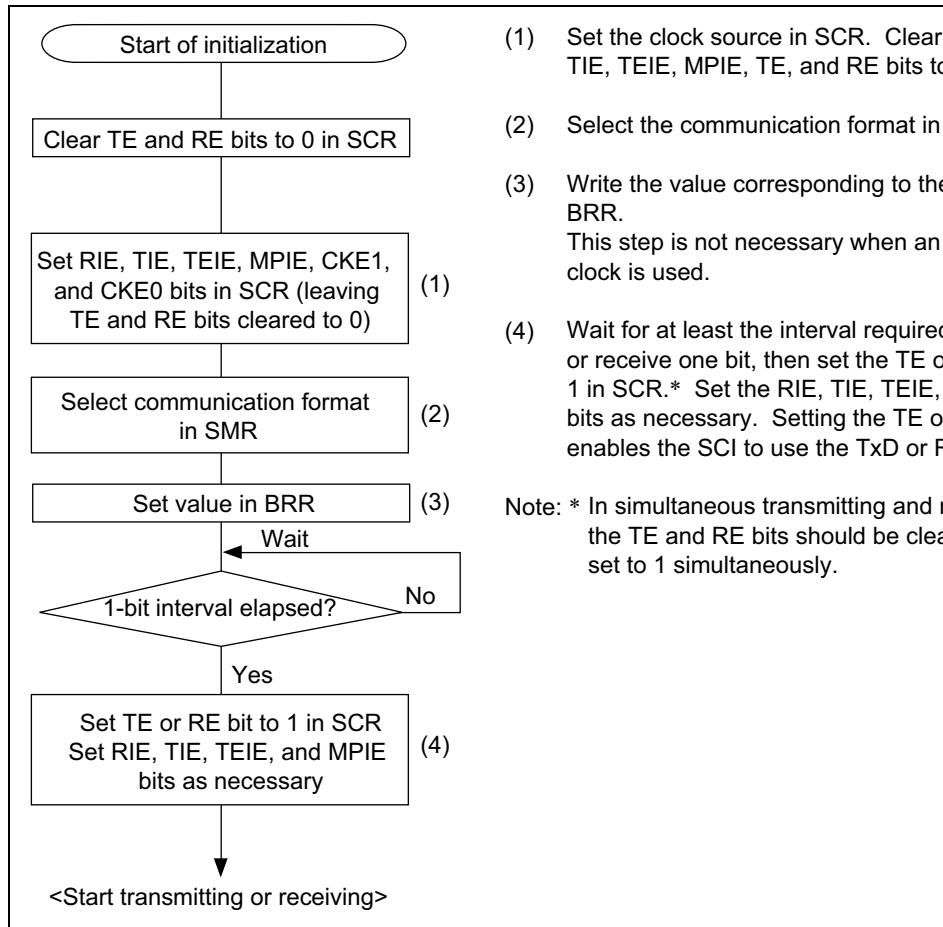 Start of initialization
Clear TE and RE bits to 0 in SCR
Set RIE, TIE, TEIE, MPIE, CKE1,
and CKE0 bits in SCR (leaving
TE and RE bits cleared to 0)
(1)
Select communication format
in SMR
(2)
Set value in BRR
(3)
Wait
1-bit interval elapsed?
No
Yes
Set TE or RE bit to 1 in SCR
Set RIE, TIE, TEIE, and MPIE
bits as necessary
(4)
<Start transmitting or receiving>
(1) Set the clock source in SCR. Clear
TIE, TEIE, MPIE, TE, and RE bits
(2) Select the communication format in
(3) Write the value corresponding to
BRR.
This step is not necessary when an
clock is used.
(4) Wait for at least the interval
or receive one bit, then set the TE
1 in SCR.* Set the RIE, TIE, TEIE,
bits as necessary. Setting the TE
enables the SCI to use the TxD or
Note: * In simultaneous transmitting and
the TE and RE bits should be
set to 1 simultaneously.